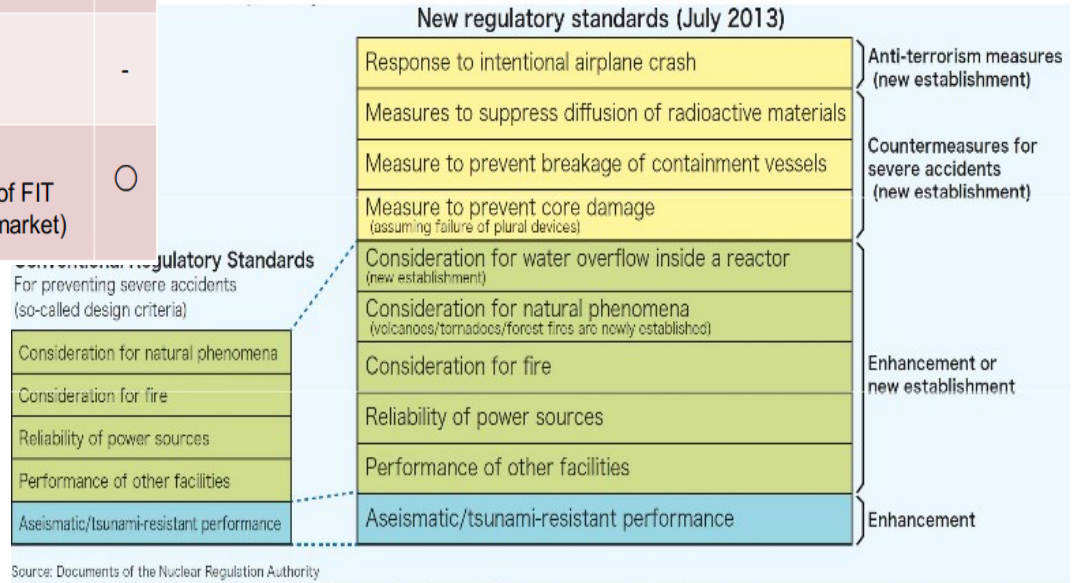 -
of FIT
market)
○
New regulatory standards (July 2013)
Response to intentional airplane crash
Measures to suppress diffusion of radioactive materials
Measure to prevent breakage of containment vessels
Measure to prevent core damage
(assuming failure of plural devices)
Consideration for water overflow inside a reactor
(new establishment)
Consideration for natural phenomena
(volcanoes/tornadoes/forest fires are newly established)
Consideration for fire
Reliability of power sources
Performance of other facilities
Aseismatic/tsunami-resistant performance
Anti-terrorism measures
(new establishment)
Countermeasures for
severe accidents
(new establishment)
Enhancement or
new establishment
Enhancement
Conventional Regulatory Standards
For preventing severe accidents
(so-called design criteria)
Consideration for natural phenomena
Consideration for fire
Reliability of power sources
Performance of other facilities
Aseismatic/tsunami-resistant performance
Source: Documents of the Nuclear Regulation Authority